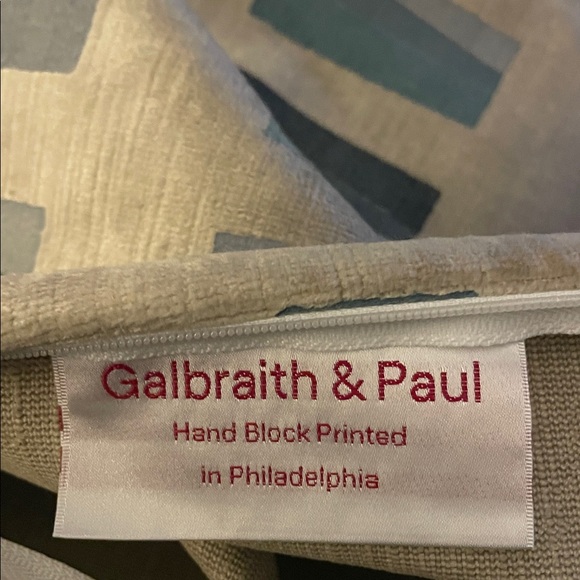 Galbraith & Paul
Hand Block Printed
in Philadelphia